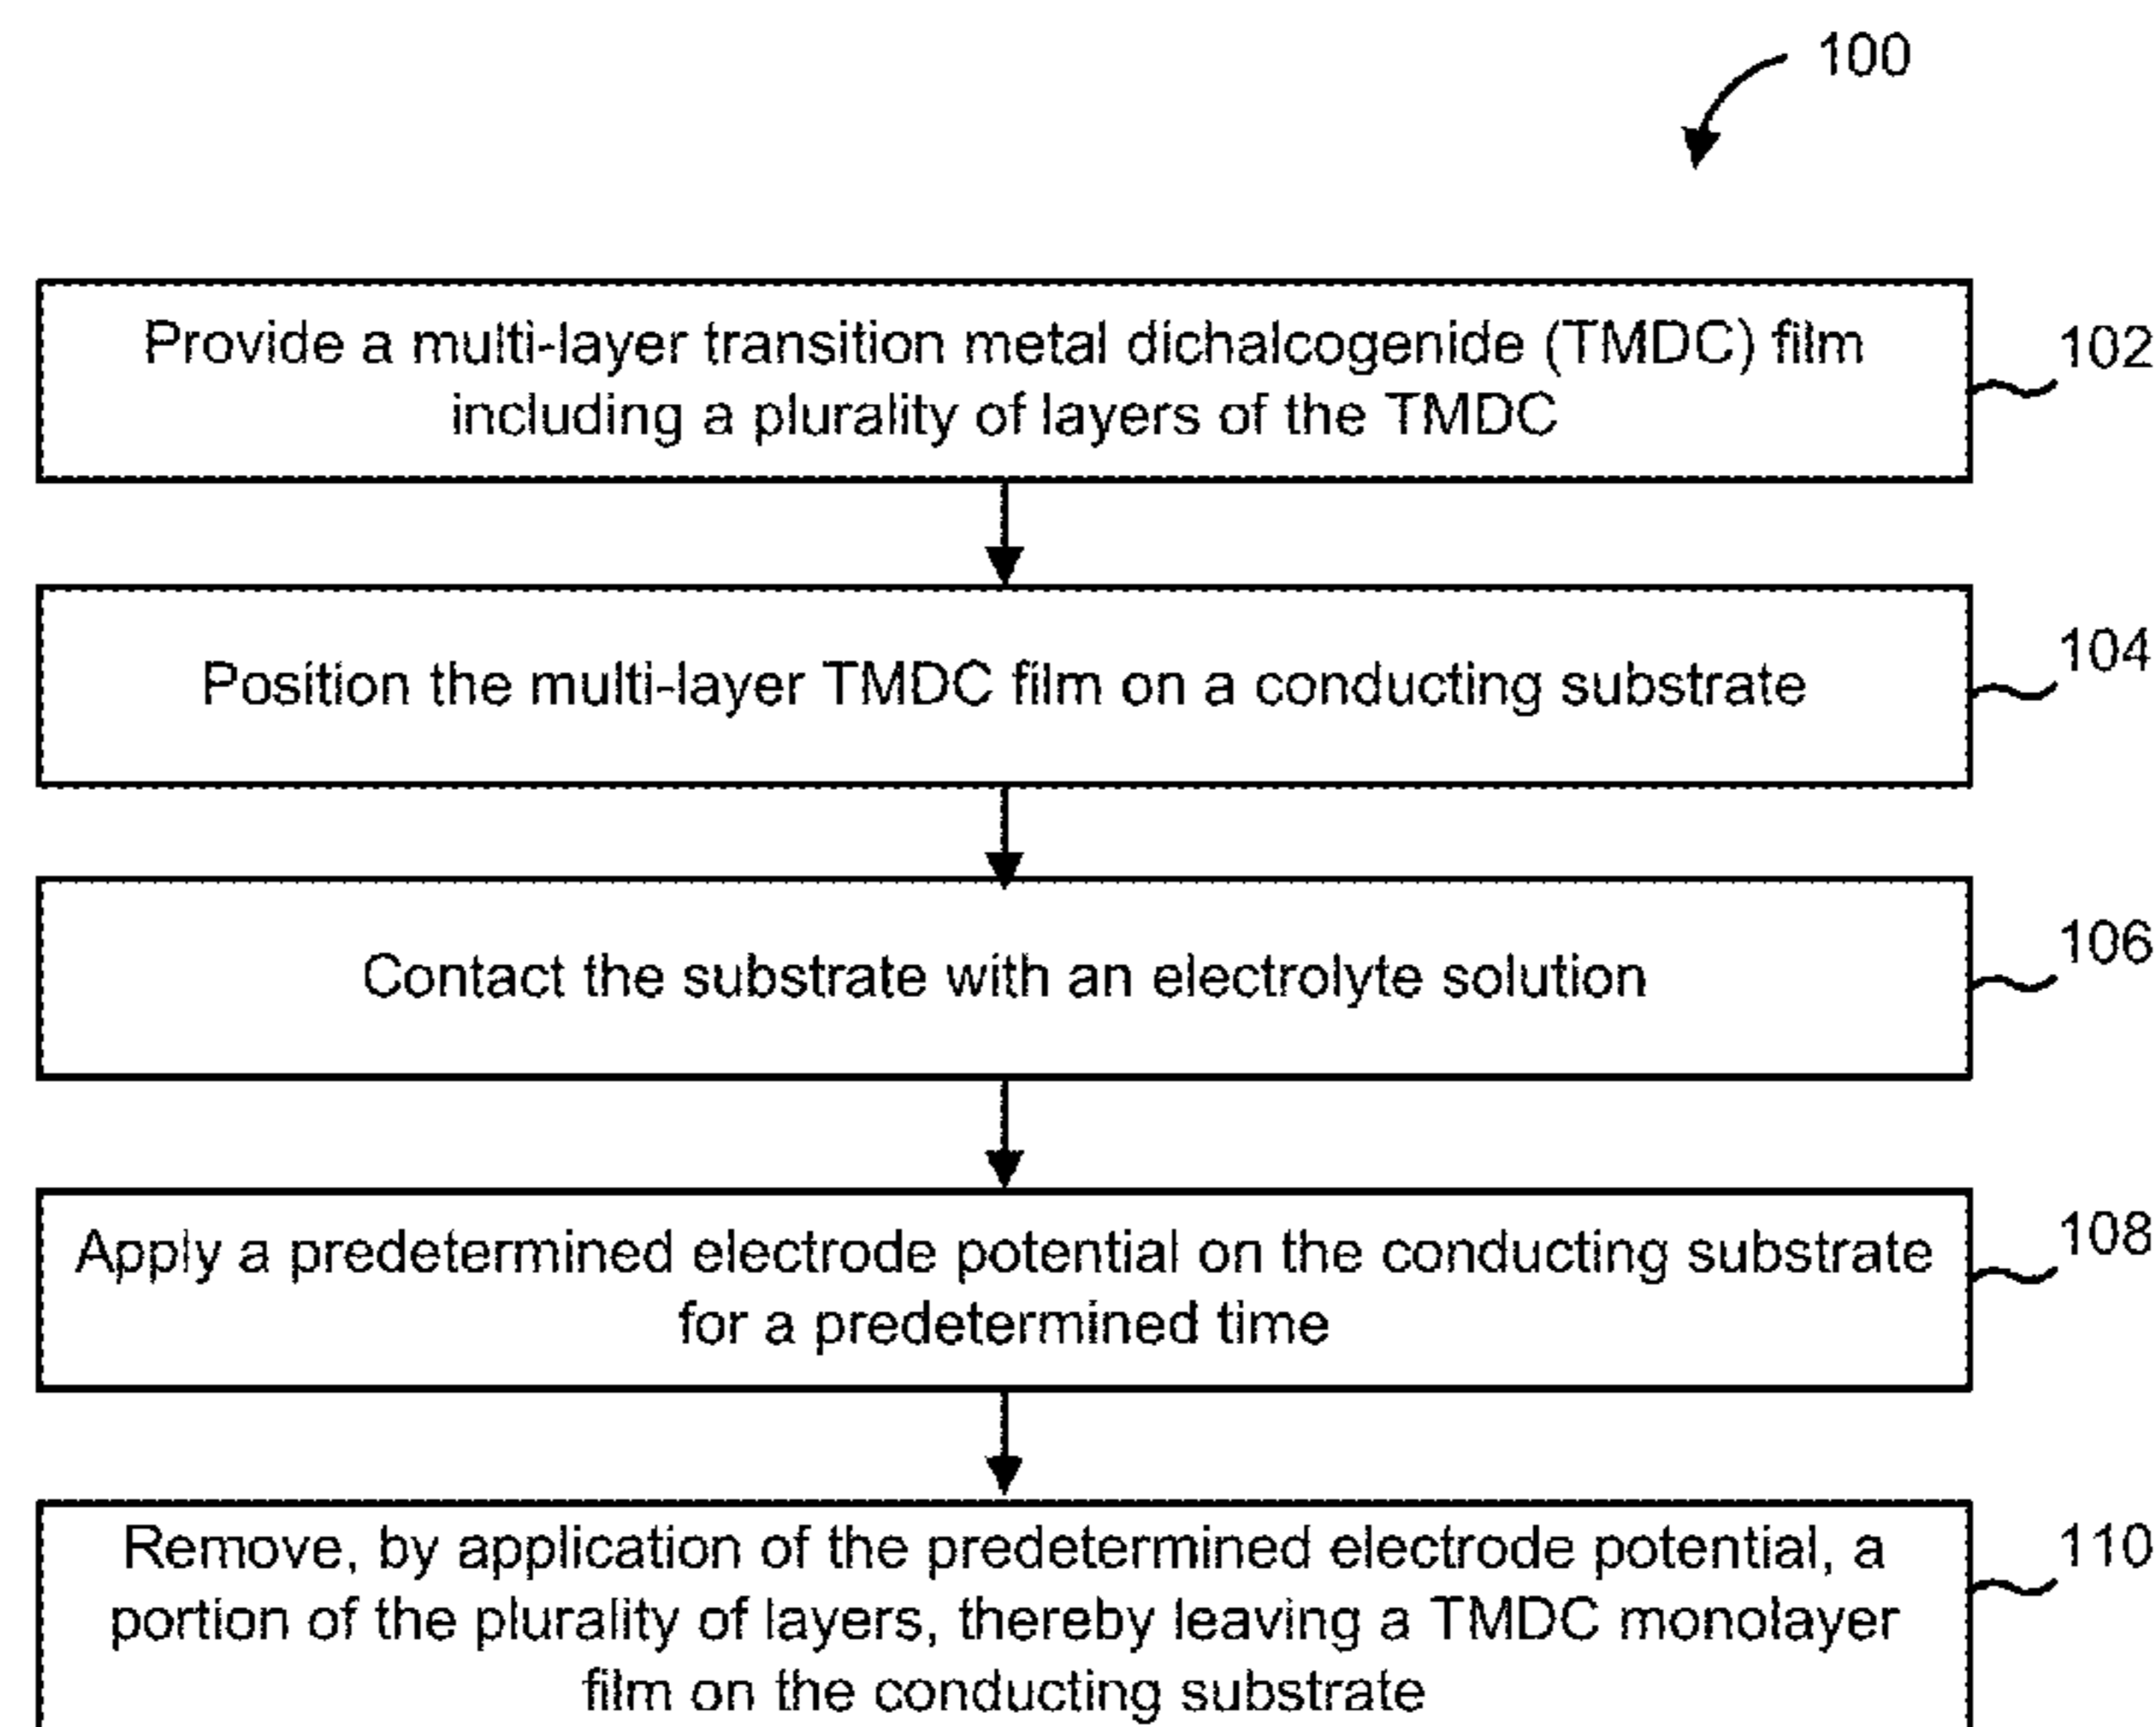 100
Provide a multi-layer transition metal dichalcogenide (TMDC) film
including a plurality of layers of the TMDC
102
Position the multi-layer TMDC film on a conducting substrate
104
Contact the substrate with an electrolyte solution
106
Apply a predetermined electrode potential on the conducting substrate
for a predetermined time
108
Remove, by application of the predetermined electrode potential, a
portion of the plurality of layers, thereby leaving a TMDC monolayer
film on the conducting substrate
110